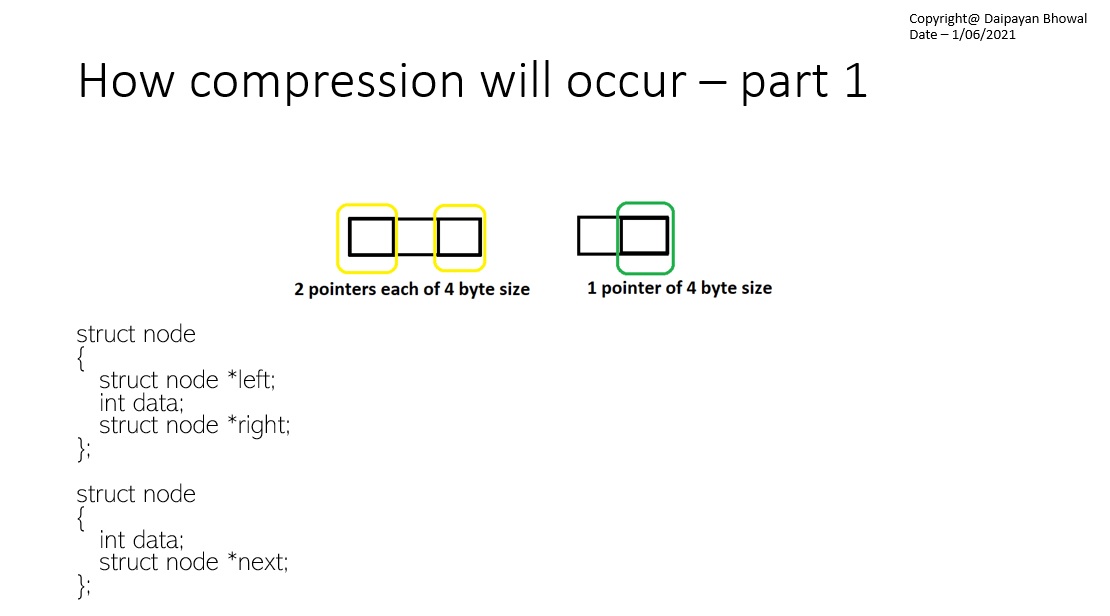 Copyright@ Daipayan Bhowal
Date – 1/06/2021
How compression will occur – part 1
2 pointers each of 4 byte size
1 pointer of 4 byte size
struct node
{
struct node *left;
int data;
struct node *right;
};
struct node
{
int data;
struct node *next;
};